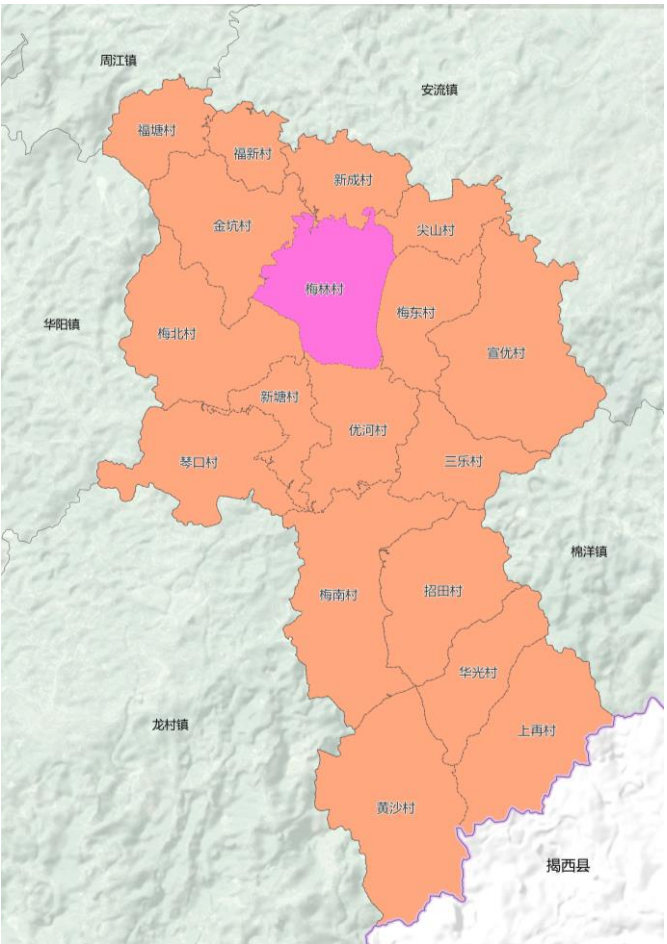 周江镇
安流镇
福塘村
福新村
新成村
金坑村
尖山村
梅林村
梅东村
华阳镇
梅北村
宣优村
新塘村
优河村
琴口村
三乐村
棉洋镇
梅南村
招田村
华光村
龙村镇
上再村
黄沙村
揭西县